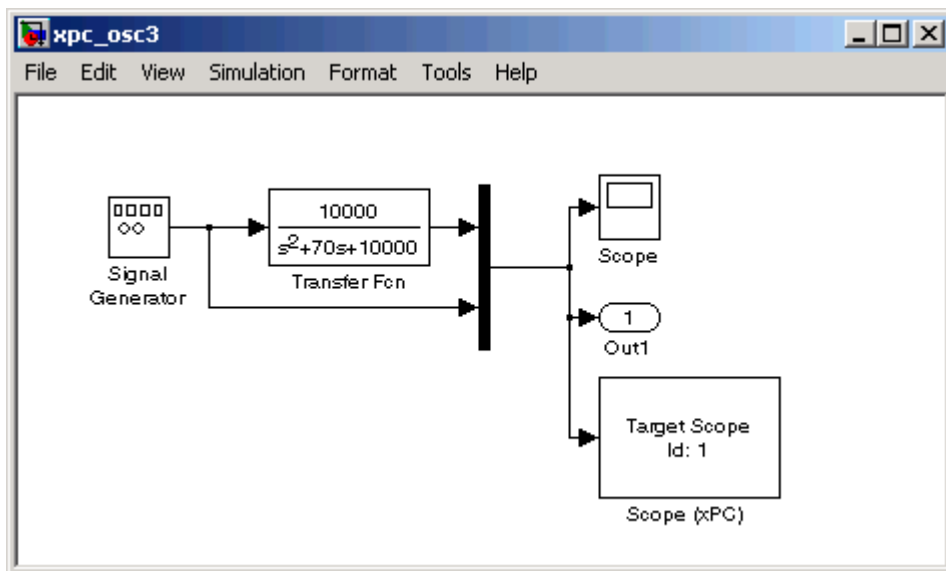 xpc_osc3
File Edit View Simulation Format Tools Help
10000
s²+70s+10000
Transfer Fcn
Signal
Generator
Scope
1
Out1
Target Scope
Id: 1
Scope (xPC)